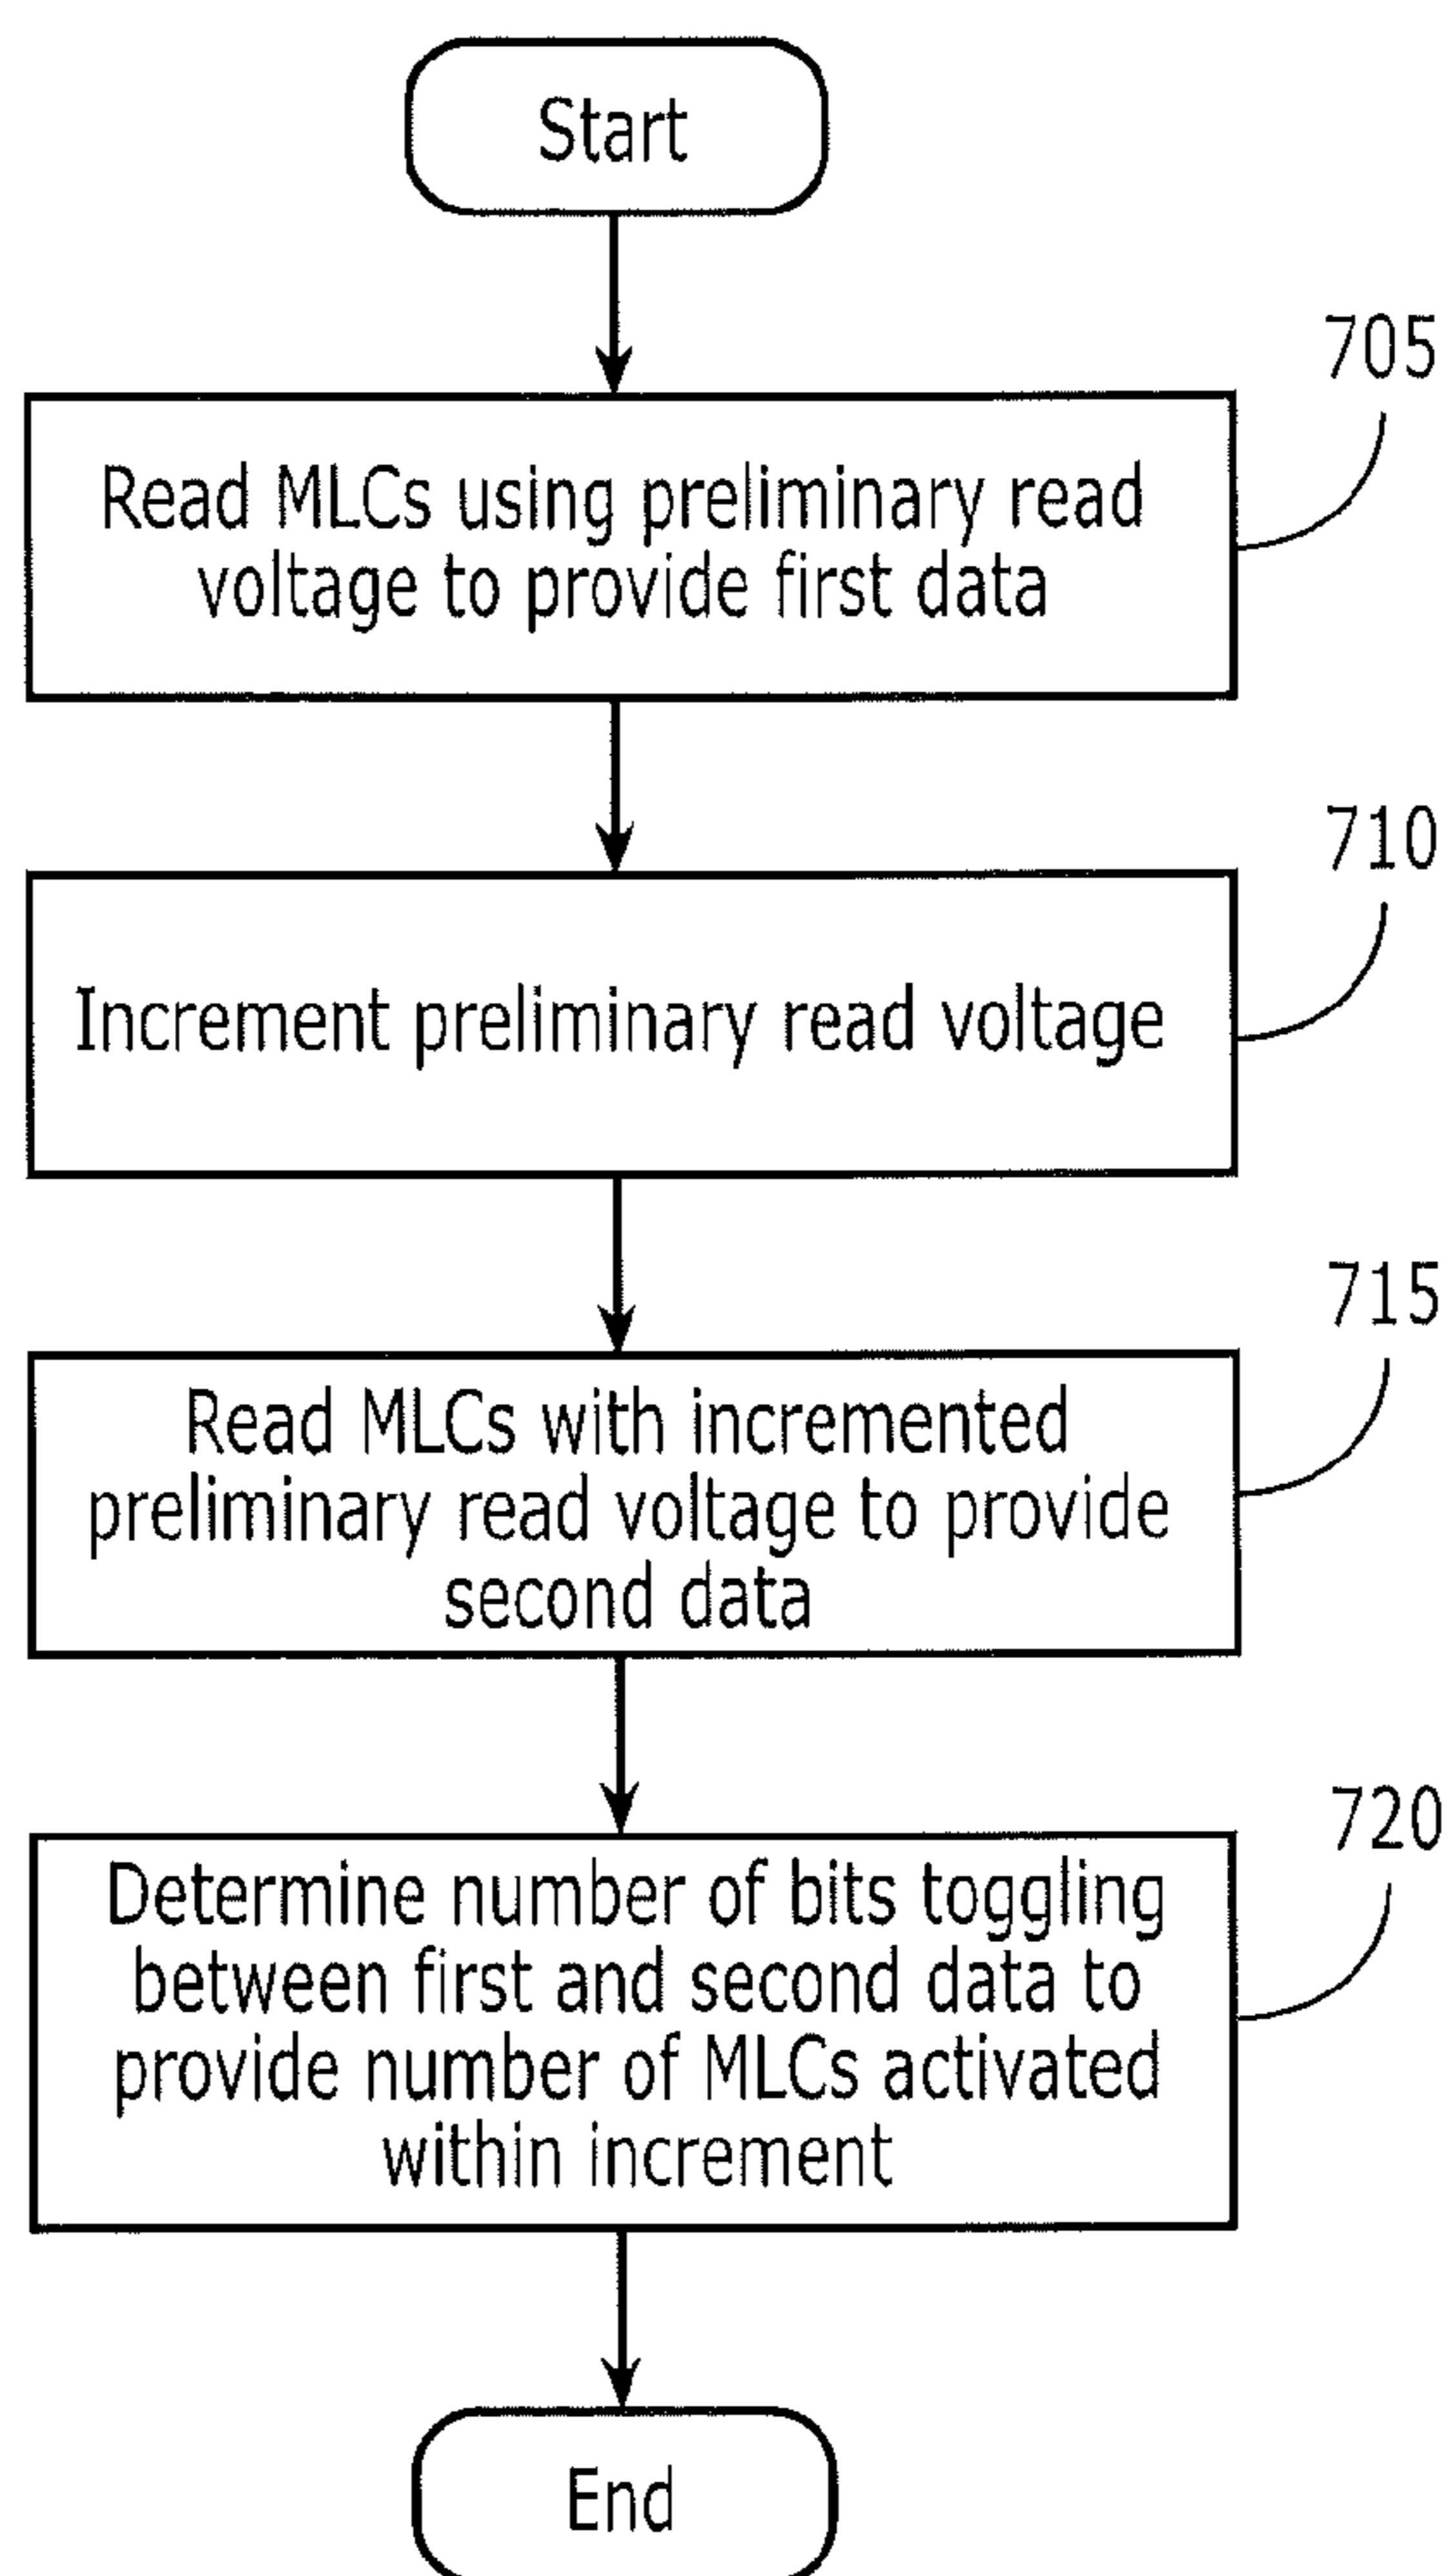 Start
705
Read MLCs using preliminary read
voltage to provide first data
710
Increment preliminary read voltage
715
Read MLCs with incremented
preliminary read voltage to provide
second data
720
Determine number of bits toggling
between first and second data to
provide number of MLCs activated
within increment
End